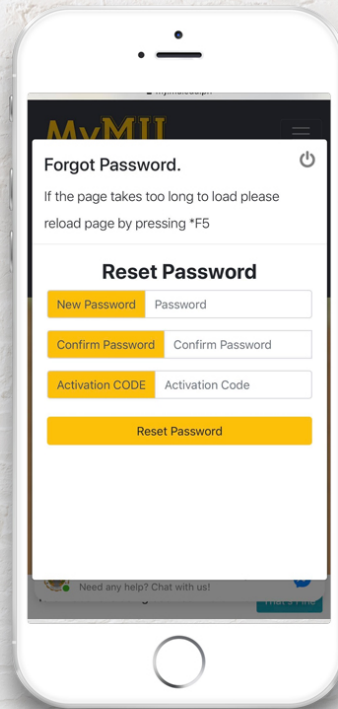 MyMU
Forgot Password.
If the page takes too long to load please
reload page by pressing *F5
Reset Password
New Password Password
Confirm Password Confirm Password
Activation CODE Activation Code
Reset Password
Need any help? Chat with us!